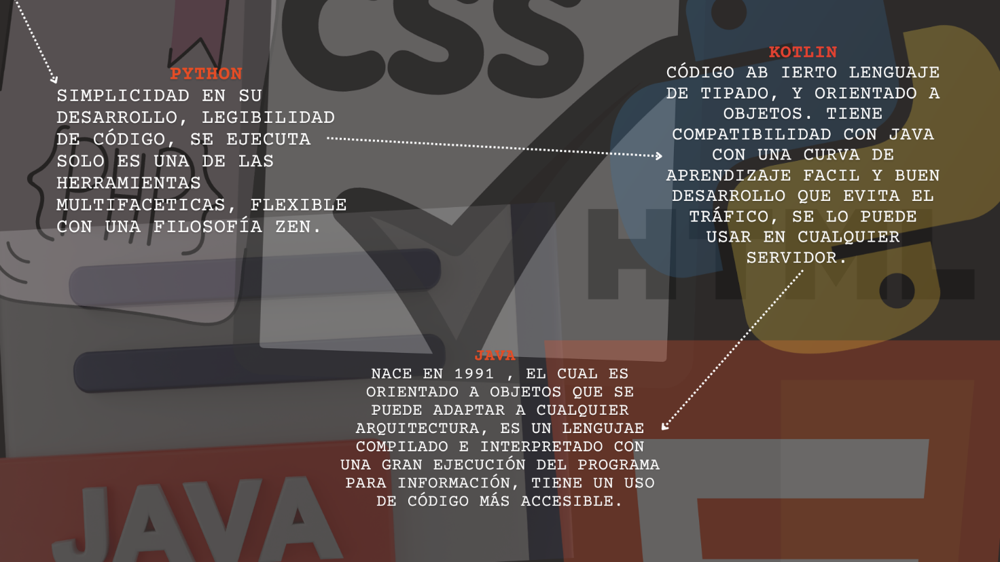 CSS
PYTHON
SIMPLICIDAD EN SU
DESARROLLO, LEGIBILIDAD
DE CÓDIGO, SE EJECUTA
SOLO ES UNA DE LAS
HERRAMIENTAS
MULTIFACETICAS, FLEXIBLE
CON UNA FILOSOFÍA ZEN.
PHP
KOTLIN
CÓDIGO AB IERTO LENGUAJE
DE TIPADO, Y ORIENTADO A
OBJETOS. TIENE
COMPATIBILIDAD CON JAVA
CON UNA CURVA DE
APRENDIZAJE FACIL Y BUEN
DESARROLLO QUE EVITA EL
TRÁFICO, SE LO PUEDE
USAR EN CUALQUIER
SERVIDOR.
HTML
JAVA
NACE EN 1991 , EL CUAL ES
ORIENTADO A OBJETOS QUE SE
PUEDE ADAPTAR A CUALQUIER
ARQUITECTURA, ES UN LENGUJAE
COMPILADO E INTERPRETADO CON
UNA GRAN EJECUCIÓN DEL PROGRAMA
PARA INFORMACIÓN, TIENE UN USO
DE CÓDIGO MÁS ACCESIBLE.
JAVA